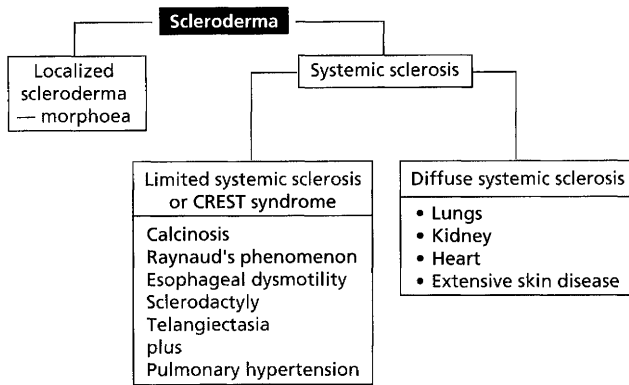 Scleroderma
Localized
scleroderma
— morphoea
Systemic sclerosis
Limited systemic sclerosis
or CREST syndrome
Calcinosis
Raynaud's phenomenon
Esophageal dysmotility
Sclerodactyly
Telangiectasia
plus
Pulmonary hypertension
Diffuse systemic sclerosis
• Lungs
• Kidney
• Heart
• Extensive skin disease